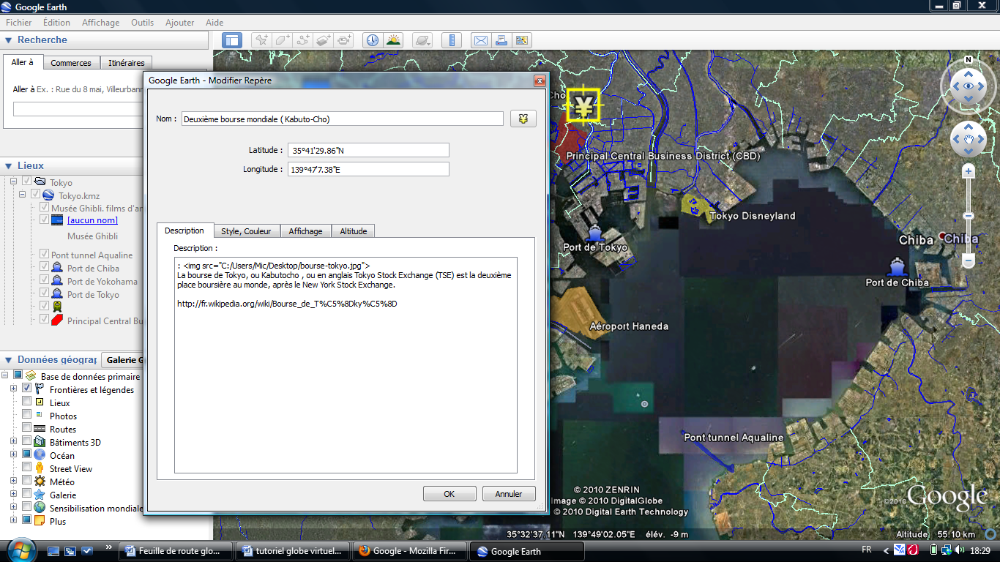 Google Earth
Fichier Édition Affichage Outils Ajouter Aide
Recherche
Aller à Commerces Itinéraires
Aller à Ex. : Rue du 8 mai, Villeurbann
Lieux
Tokyo
Tokyo.kmz
Musée Ghibli. films d'an
[aucun nom]
Musée Ghibli
Pont tunnel Aqualine
Port de Chiba
Port de Yokohama
Port de Tokyo
Principal Central Bu
Données géograp Galerie G
Base de données primaire
Frontières et légendes
Lieux
Photos
Routes
Bâtiments 3D
Océan
Street View
Météo
Galerie
Sensibilisation mondiale
Plus
Google Earth - Modifier Repère
Nom : Deuxième bourse mondiale ( Kabuto-Cho) ¥
Latitude : 35°41'29.86"N
Longitude : 139°47'7.38"E
Description Style, Couleur Affichage Altitude
Description :
: <img src="C:/Users/Mic/Desktop/bourse-tokyo.jpg">
La bourse de Tokyo, ou Kabutocho , ou en anglais Tokyo Stock Exchange (TSE) est la deuxième
place boursière au monde, après le New York Stock Exchange.
http://fr.wikipedia.org/wiki/Bourse_de_T%C5%8Dky%C5%8D
OK Annuler
N
Cho) ¥
Principal Central Business District (CBD)
Tokyo Disneyland
Port de Tokyo
Chiba Chiba
Port de Chiba
Aéroport Haneda
Pont tunnel Aqualine
© 2010 ZENRIN
Image © 2010 DigitalGlobe
© 2010 Digital Earth Technology
©2010 Google
35°32'37.11"N 139°49'02.05"E élév. -9 m Altitude 55.10 km
Feuille de route glo... tutoriel globe virtuel... Google - Mozilla Fir... Google Earth FR 18:29